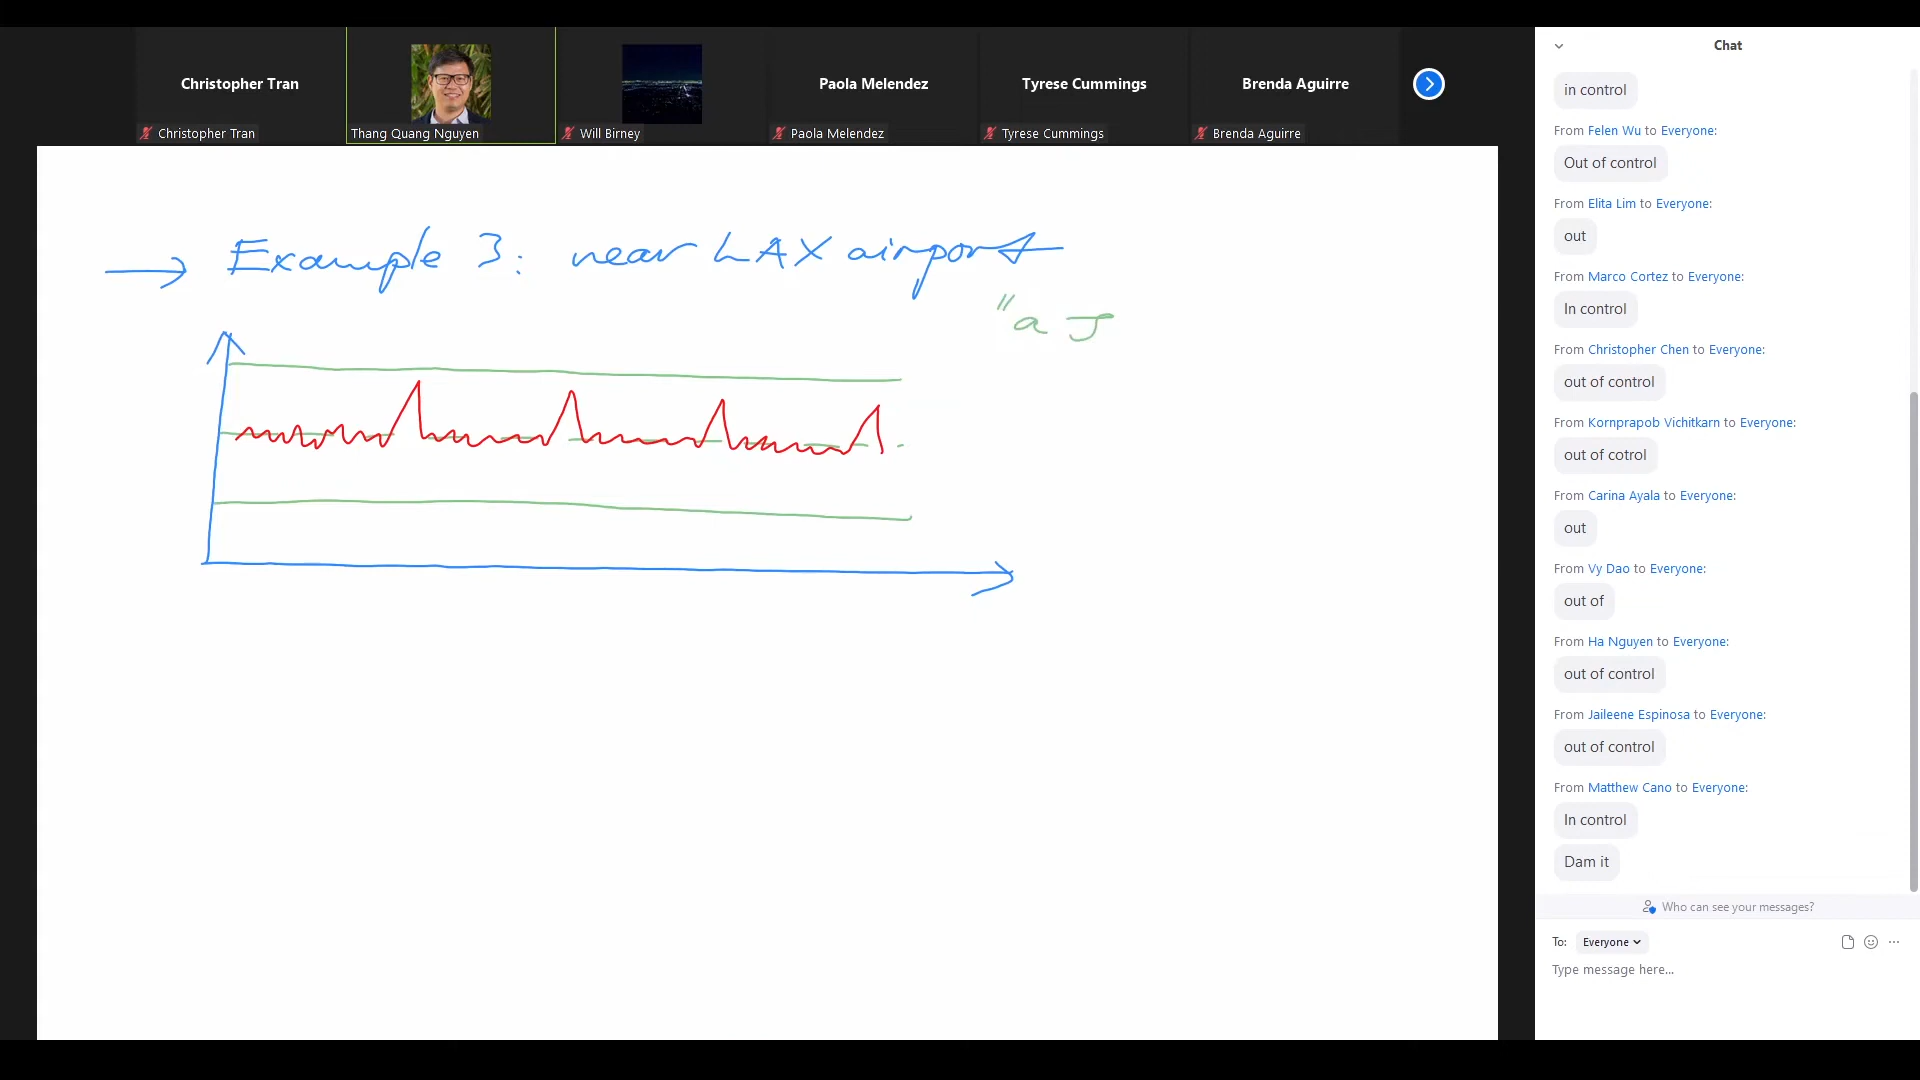 Christopher Tran
Paola Melendez
Tyrese Cummings
Brenda Aguirre
Christopher Tran
Thang Quang Nguyen
Will Birney
Paola Melendez
Tyrese Cummings
Brenda Aguirre
→ Example 3: near LAX airport
"a J
Chat
in control
From Felen Wu to Everyone:
Out of control
From Elita Lim to Everyone:
out
From Marco Cortez to Everyone:
In control
From Christopher Chen to Everyone:
out of control
From Kornprapob Vichitkarn to Everyone:
out of cotrol
From Carina Ayala to Everyone:
out
From Vy Dao to Everyone:
out of
From Ha Nguyen to Everyone:
out of control
From Jaileene Espinosa to Everyone:
out of control
From Matthew Cano to Everyone:
In control
Dam it
Who can see your messages?
To: Everyone
Type message here...